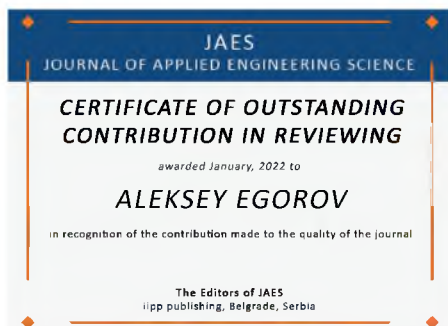 JAES
JOURNAL OF APPLIED ENGINEERING SCIENCE
CERTIFICATE OF OUTSTANDING
CONTRIBUTION IN REVIEWING
awarded January, 2022 to
ALEKSEY EGOROV
in recognition of the contribution made to the quality of the journal
The Editors of JAES
iipp publishing, Belgrade, Serbia